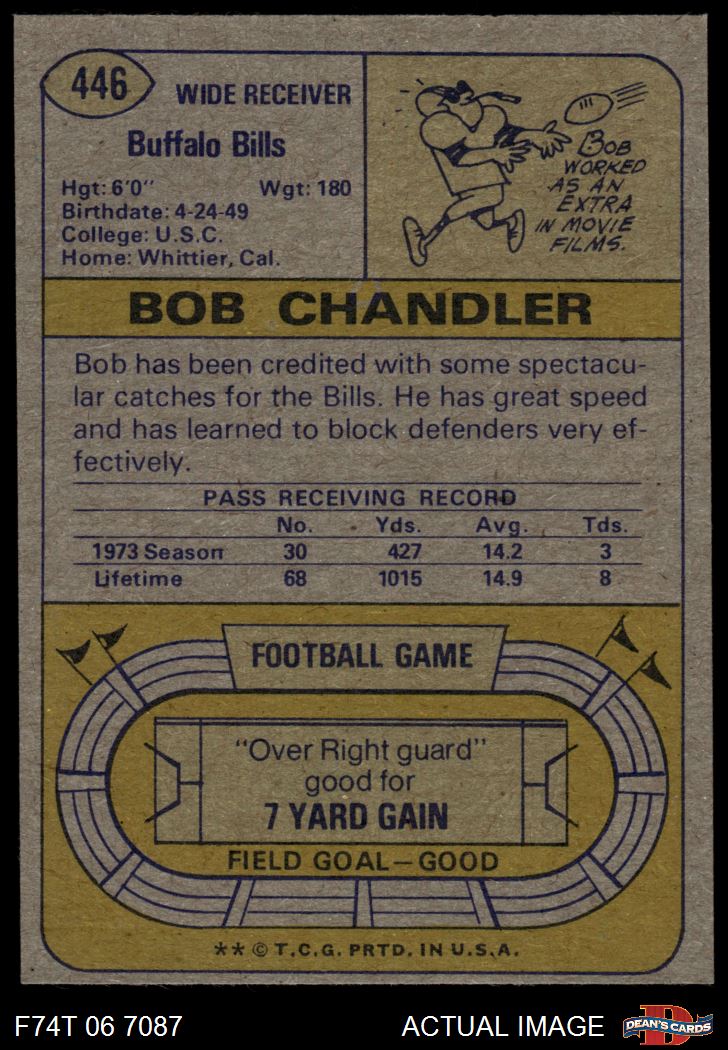 446
WIDE RECEIVER
Buffalo Bills
Hgt: 6'0" Wgt: 180
Birthdate: 4-24-49
College: U.S.C.
Home: Whittier, Cal.
BOB
WORKED
AS AN
EXTRA
IN MOVIE
FILMS.
BOB CHANDLER
Bob has been credited with some spectacu-
lar catches for the Bills. He has great speed
and has learned to block defenders very ef-
fectively.
PASS RECEIVING RECORD
No. Yds. Avg. Tds.
1973 Season 30 427 14.2 3
Lifetime 68 1015 14.9 8
FOOTBALL GAME
"Over Right guard"
good for
7 YARD GAIN
FIELD GOAL—GOOD
** © T.C.G. PRTD. IN U.S.A.
F74T 06 7087 ACTUAL IMAGE
D
DEAN'S CARDS